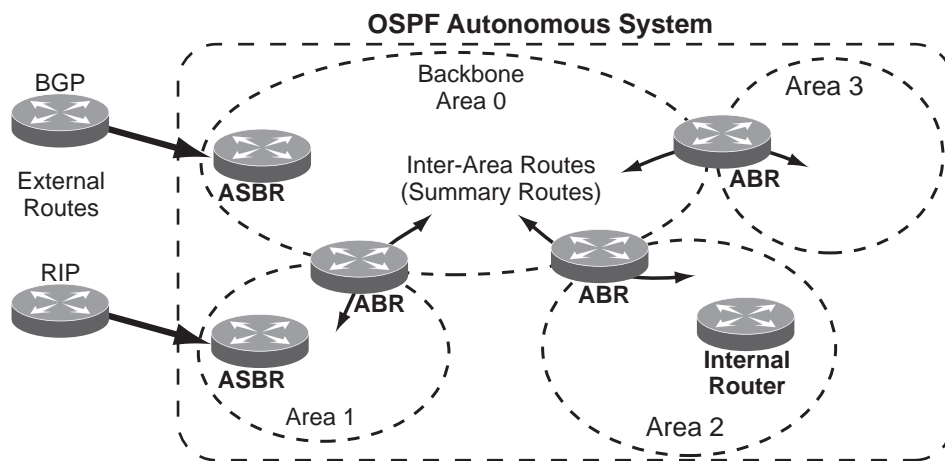 OSPF Autonomous System
BGP
Backbone
Area 0
Area 3
ASBR
External
Routes
Inter-Area Routes
(Summary Routes)
ABR
RIP
ABR
ABR
ASBR
Internal
Router
Area 1
Area 2